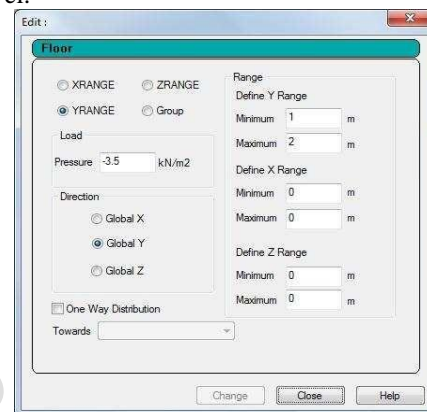 er.
Edit :
Floor
XRANGE ZRANGE
YRANGE Group
Load
Pressure -3.5 kN/m2
Direction
Global X
Global Y
Global Z
One Way Distribution
Towards
Range
Define Y Range
Minimum 1 m
Maximum 2 m
Define X Range
Minimum 0 m
Maximum 0 m
Define Z Range
Minimum 0 m
Maximum 0 m
Change Close Help